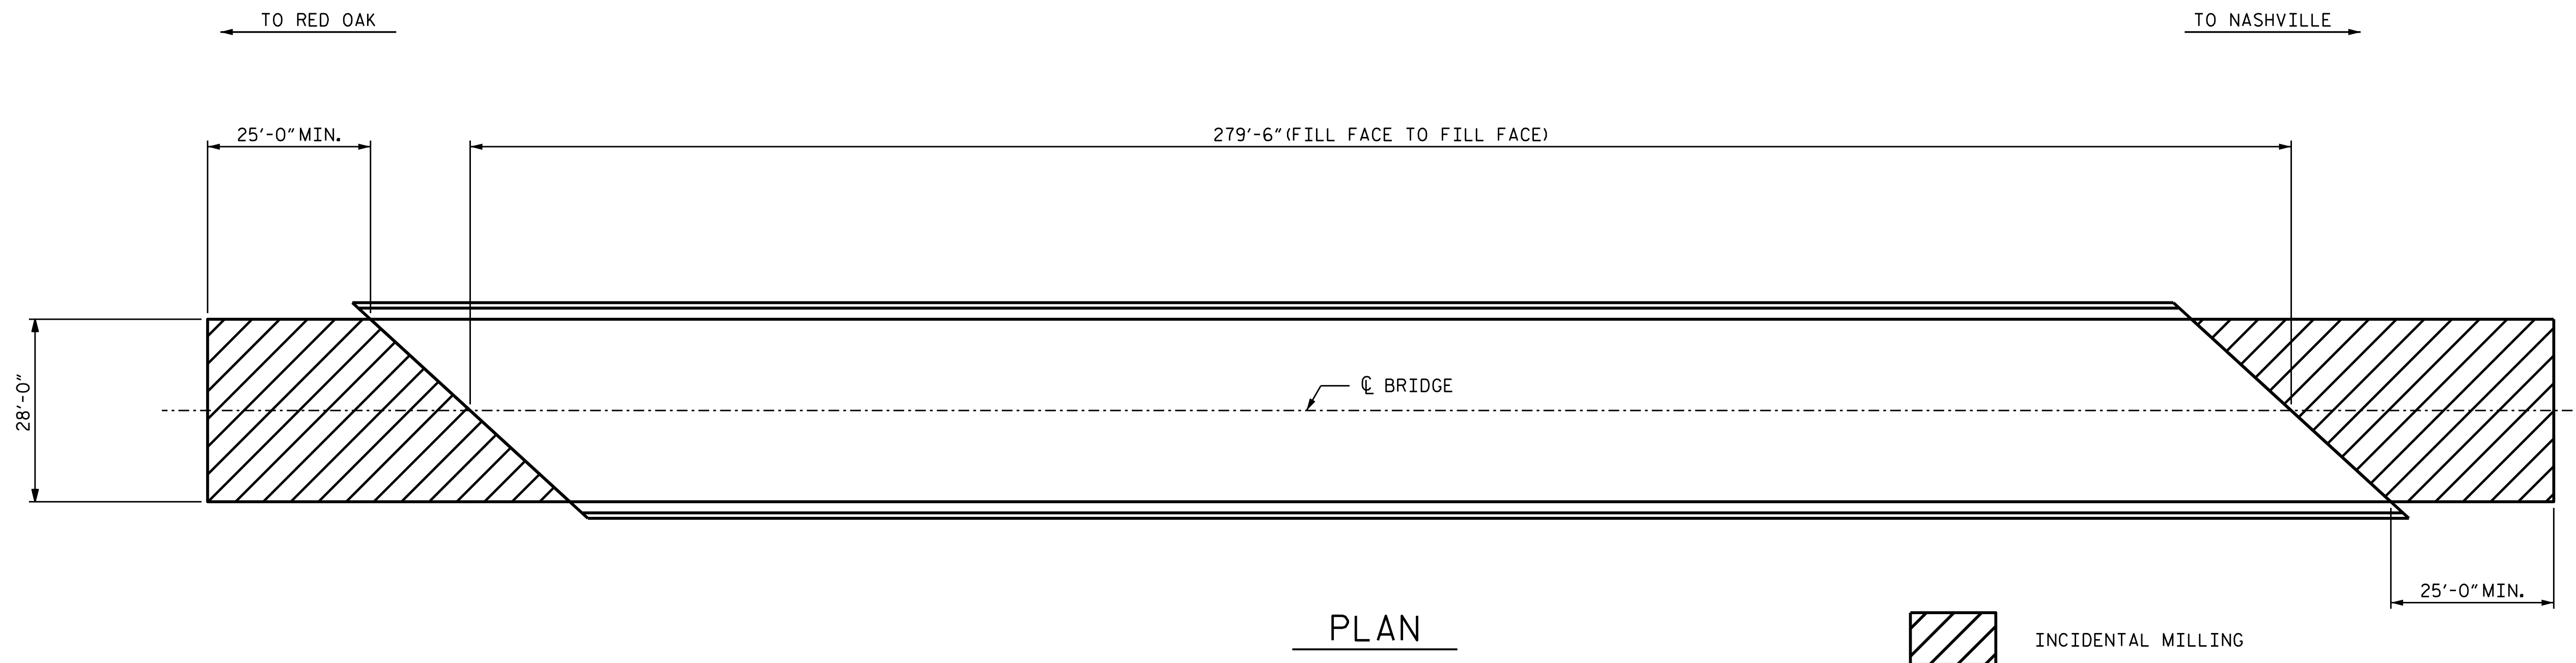 TO RED OAK
TO NASHVILLE
25'-0" MIN.
279'-6" (FILL FACE TO FILL FACE)
28'-0"
℄ BRIDGE
25'-0" MIN.
PLAN
INCIDENTAL MILLING